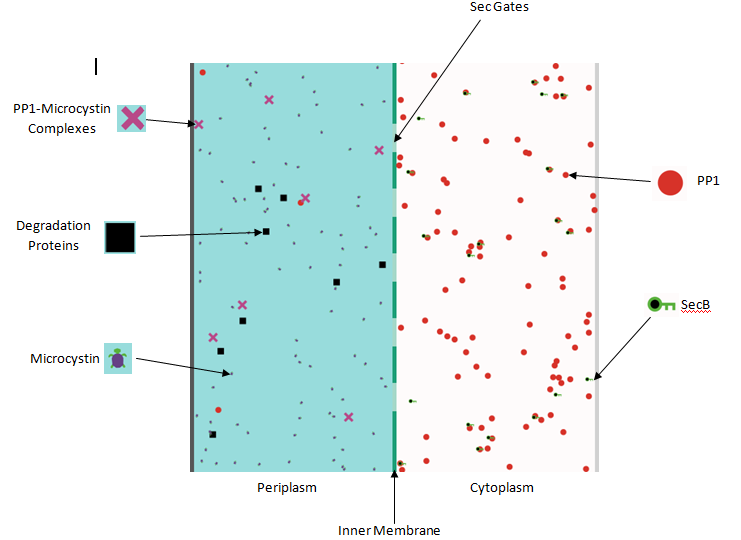 Sec Gates
PP1-Microcystin
Complexes
PP1
Degradation
Proteins
SecB
Microcystin
Periplasm
Cytoplasm
Inner Membrane